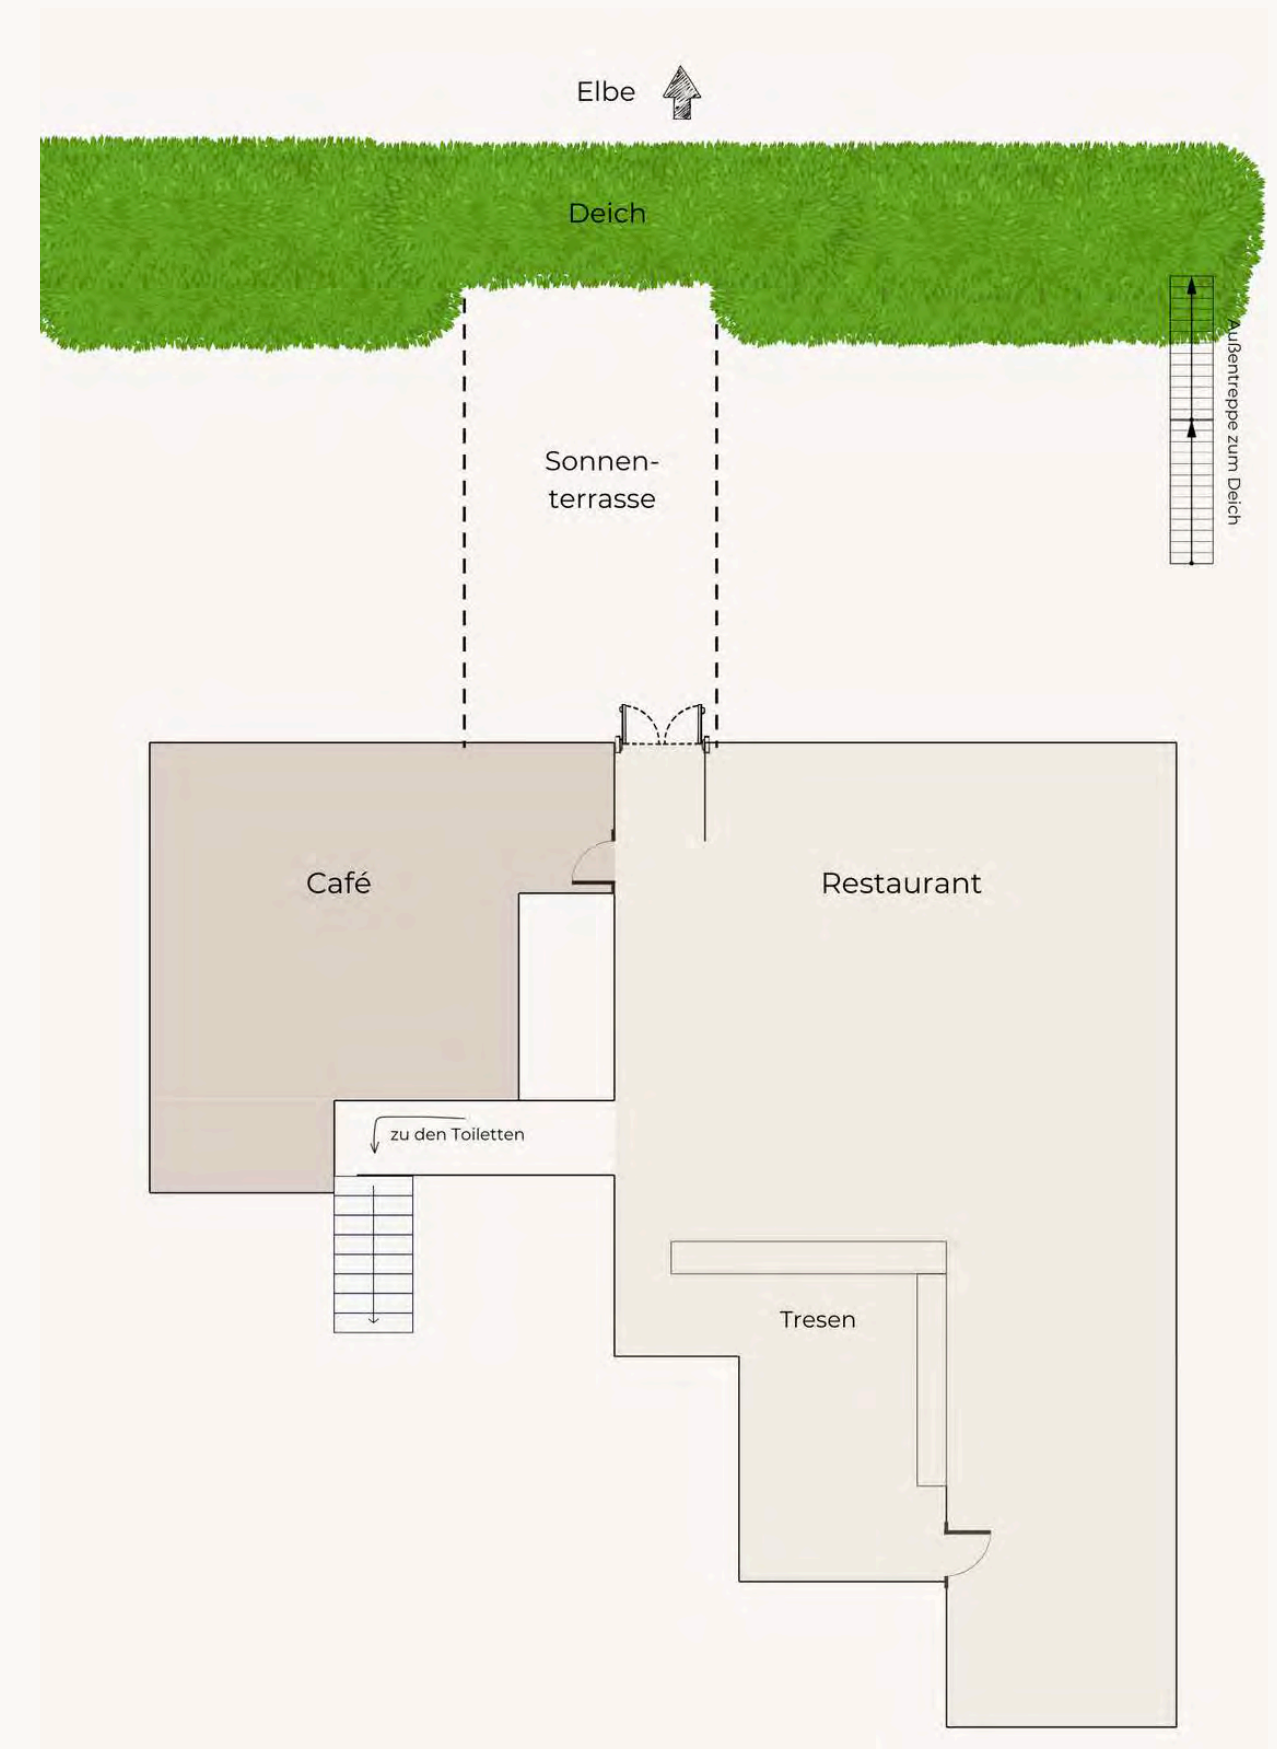 Elbe
Deich
Außentreppe zum Deich
Sonnen-
terrasse
Café
Restaurant
zu den Toiletten
Tresen